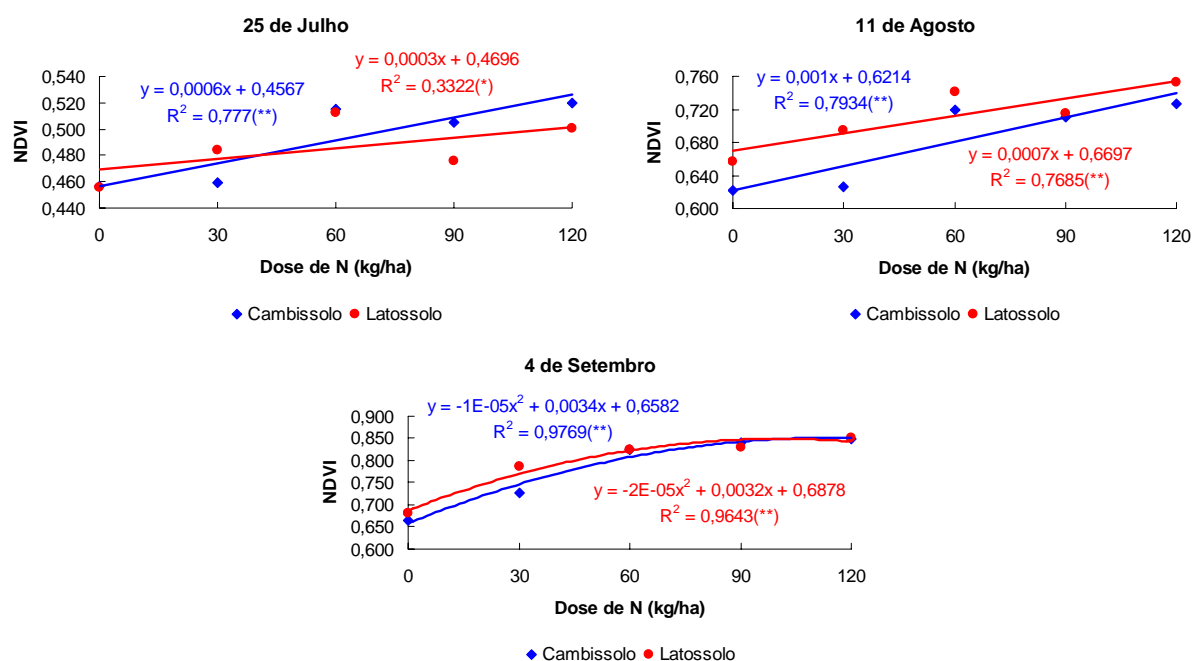 25 de Julho
y = 0,0006x + 0,4567
R² = 0,777(**)
y = 0,0003x + 0,4696
R² = 0,3322(*)
NDVI
0,540
0,520
0,500
0,480
0,460
0,440
0 30 60 90 120
Dose de N (kg/ha)
Cambissolo Latossolo
11 de Agosto
y = 0,001x + 0,6214
R² = 0,7934(**)
y = 0,0007x + 0,6697
R² = 0,7685(**)
NDVI
0,760
0,720
0,680
0,640
0,600
0 30 60 90 120
Dose de N (kg/ha)
Cambissolo Latossolo
4 de Setembro
y = -1E-05x² + 0,0034x + 0,6582
R² = 0,9769(**)
y = -2E-05x² + 0,0032x + 0,6878
R² = 0,9643(**)
NDVI
0,900
0,850
0,800
0,750
0,700
0,650
0,600
0 30 60 90 120
Dose de N (kg/ha)
Cambissolo Latossolo